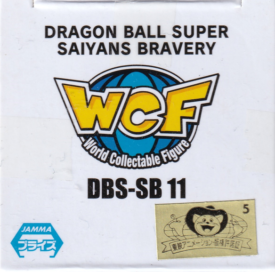 DRAGON BALL SUPER
SAIYANS BRAVERY
WCF
World Collectable Figure
DBS-SB 11
JAMMA
プライズ
5